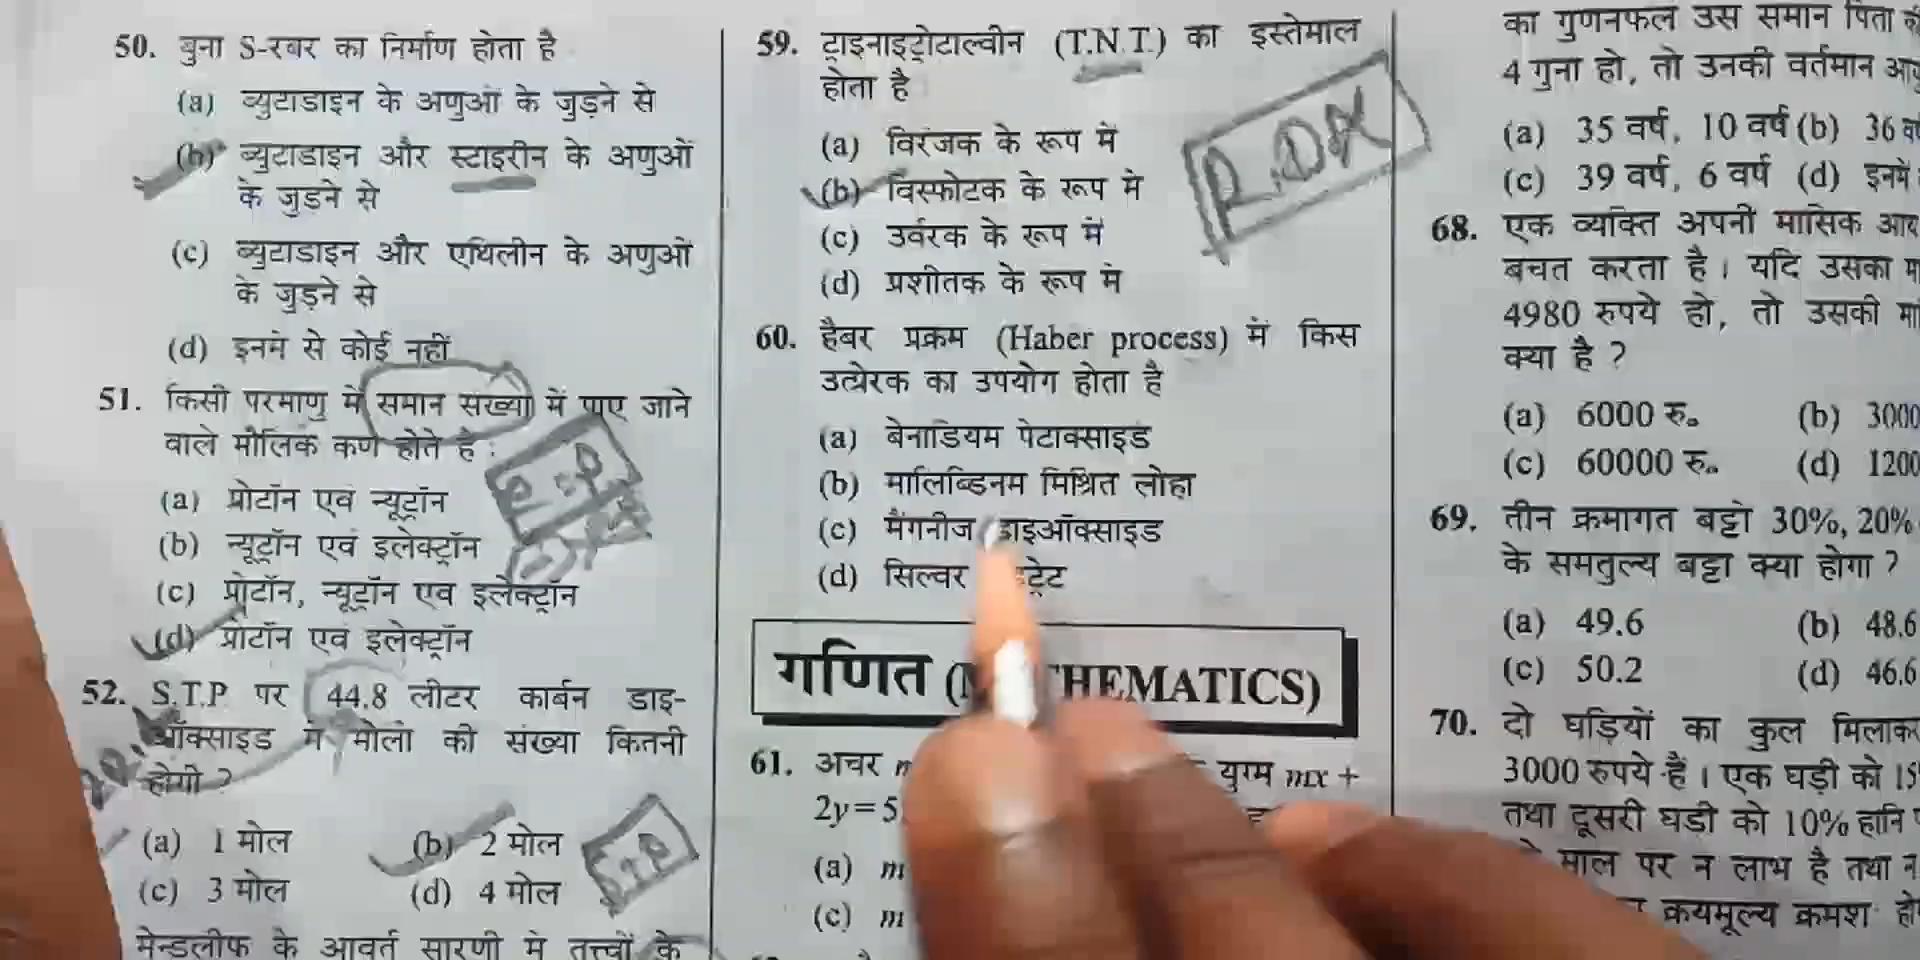 50. बुना S-रबर का निर्माण होता है
(a) ब्युटाडाइन के अणुओं के जुड़ने से
(b) ब्युटाडाइन और स्टाइरीन के अणुओं
के जुड़ने से
(c) ब्युटाडाइन और एथिलीन के अणुओं
के जुड़ने से
(d) इनमें से कोई नहीं
51. किसी परमाणु में समान संख्या में पाए जाने
वाले मौलिक कण होते हैं :
(a) प्रोटॉन एवं न्यूट्रॉन
(b) न्यूट्रॉन एवं इलेक्ट्रॉन
(c) प्रोटॉन, न्यूट्रॉन एवं इलेक्ट्रॉन
(d) प्रोटॉन एवं इलेक्ट्रॉन
52. S.T.P. पर 44.8 लीटर कार्बन डाइ-
ऑक्साइड में मोलों की संख्या कितनी
होगी ?
(a) 1 मोल (b) 2 मोल
S.T.P
(c) 3 मोल (d) 4 मोल
मेन्डलीफ के आवर्त सारणी में तत्त्वों के
59. ट्राइनाइट्रोटाल्वीन (T.N.T.) का इस्तेमाल
होता है
(a) विरंजक के रूप में
R.D.X
(b) विस्फोटक के रूप में
(c) उर्वरक के रूप में
(d) प्रशीतक के रूप में
60. हैबर प्रक्रम (Haber process) में किस
उत्प्रेरक का उपयोग होता है
(a) बेनाडियम पेंटाक्साइड
(b) मालिब्डिनम मिश्रित लोहा
(c) मैंगनीज डाइऑक्साइड
(d) सिल्वर
गणित (MATHEMATICS)
61. अचर युग्म mx +
2y=5
(a) m
(c) m
का गुणनफल उस समान पिता
4 गुना हो, तो उनकी वर्तमान
(a) 35 वर्ष, 10 वर्ष (b) 36
(c) 39 वर्ष, 6 वर्ष (d) इनमें
68. एक व्यक्ति अपनी मासिक आय
बचत करता है। यदि उसका
4980 रुपये हो, तो उसकी
क्या है ?
(a) 6000 रु. (b) 3000
(c) 60000 रु. (d) 1200
69. तीन क्रमागत बट्टों 30%, 20%
के समतुल्य बट्टा क्या होगा ?
(a) 49.6 (b) 48.6
(c) 50.2 (d) 46.6
70. दो घड़ियों का कुल मिलाकर
3000 रुपये है। एक घड़ी को 15
तथा दूसरी घड़ी को 10% हानि
माल पर न लाभ है तथा न
क्रयमूल्य क्रमश